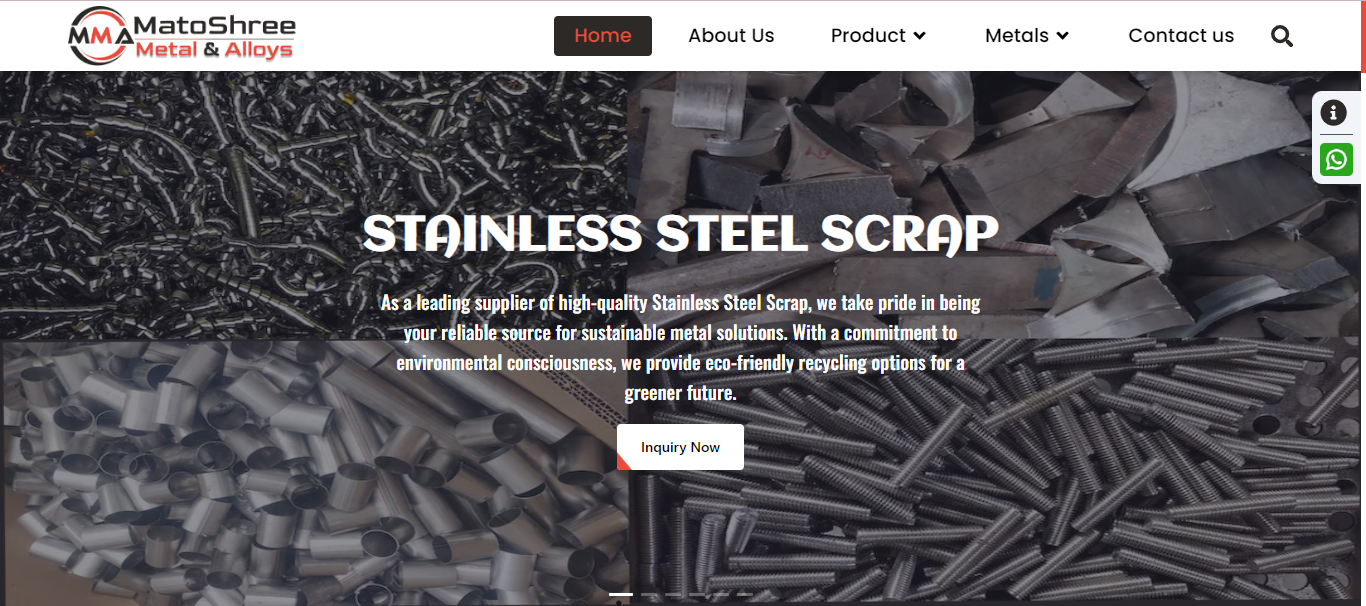 MMA MatoShree
Metal & Alloys
Home About Us Product Metals Contact us
STAINLESS STEEL SCRAP
As a leading supplier of high-quality Stainless Steel Scrap, we take pride in being
your reliable source for sustainable metal solutions. With a commitment to
environmental consciousness, we provide eco-friendly recycling options for a
greener future.
Inquiry Now